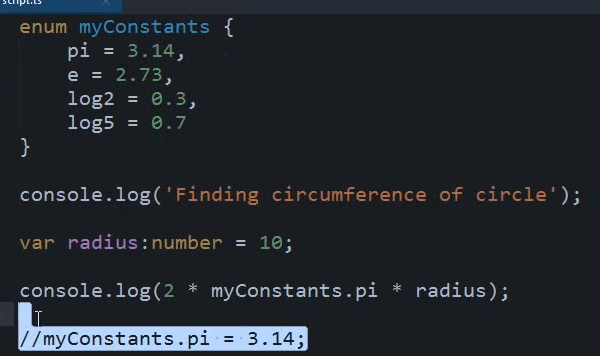 script.ts
enum myConstants {
pi = 3.14,
e = 2.73,
log2 = 0.3,
log5 = 0.7
}
console.log('Finding circumference of circle');
var radius:number = 10;
console.log(2 * myConstants.pi * radius);
//myConstants.pi = 3.14;